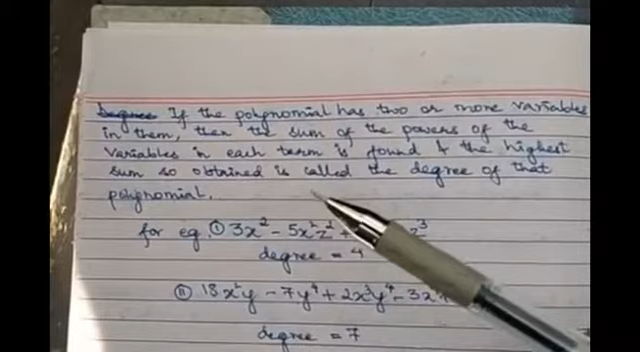 Degree If the polynomial has two or more variables
in them, then the sum of the powers of the
variables in each term is found & the highest
sum so obtained is called the degree of that
polynomial.
for eg. ① 3x² - 5x²z² + z³
degree = 4
② 18x²y - 7y⁴ + 2x³y⁴ - 3x
degree = 7